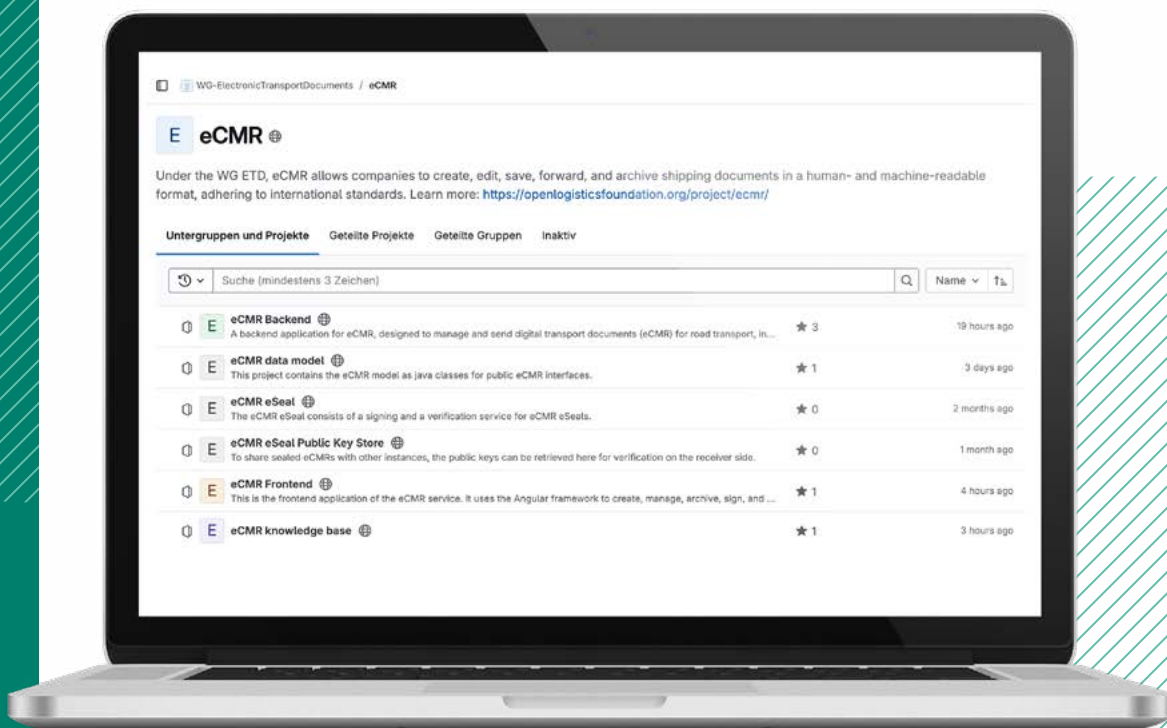 WG-ElectronicTransportDocuments / eCMR
E eCMR
Under the WG ETD, eCMR allows companies to create, edit, save, forward, and archive shipping documents in a human- and machine-readable
format, adhering to international standards. Learn more: https://openlogisticsfoundation.org/project/ecmr/
Untergruppen und Projekte Geteilte Projekte Geteilte Gruppen Inaktiv
Suche (mindestens 3 Zeichen) Name
E eCMR Backend 3 19 hours ago
A backend application for eCMR, designed to manage and send digital transport documents (eCMR) for road transport, in...
E eCMR data model 1 3 days ago
This project contains the eCMR model as java classes for public eCMR interfaces.
E eCMR eSeal 0 2 months ago
The eCMR eSeal consists of a signing and a verification service for eCMR eSeals.
E eCMR eSeal Public Key Store 0 1 month ago
To share sealed eCMRs with other instances, the public keys can be retrieved here for verification on the receiver side.
E eCMR Frontend 1 4 hours ago
This is the frontend application of the eCMR service. It uses the Angular framework to create, manage, archive, sign, and ...
E eCMR knowledge base 1 3 hours ago